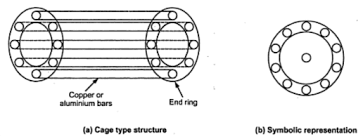 Copper or
aluminium bars
End ring
(a) Cage type structure
(b) Symbolic representation